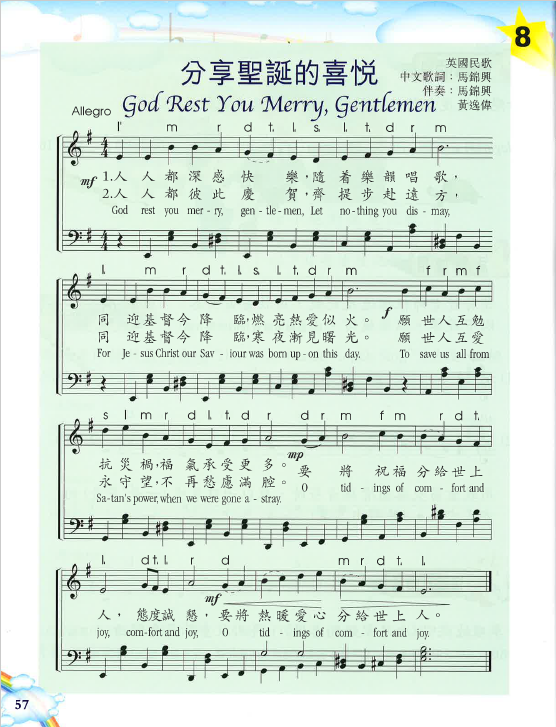 8
分享聖誕的喜悅
英國民歌
中文歌詞：馬錦興
伴奏：馬錦興
黃逸偉
God Rest You Merry, Gentlemen
Allegro
l, m r d t, l, s, l, t, d r m
mf
1.人 人 都 深 感 快 樂，隨 着 樂 韻 唱 歌，
2.人 人 都 彼 此 慶 賀，齊 提 步 赴 遠 方，
God rest you mer-ry, gen-tle-men, Let no-thing you dis-may,
l, m r d t, l, s, l, t, d r m f r m f
同 迎 基 督 今 降 臨，燃 亮 熱 愛 似 火。 f 願 世 人 互 勉
同 迎 基 督 今 降 臨，寒 夜 漸 見 曙 光。 願 世 人 互 愛
For Je-sus Christ our Sav-iour was born up-on this day. To save us all from
s l m r d l, t, d r d r m f m r d t,
mp
抗 災 禍，福 氣 承 受 更 多。 要 將 祝 福 分 給 世 上
永 守 望，不 再 愁 慮 滿 腔。 O tid-ings of com-fort and
Sa-tan's power, when we were gone a-stray.
l, d t, l, r d m r d t, l,
mf
人， 態度誠 懇，要 將 熱 暖 愛 心 分 給 世 上 人。
joy, com-fort and joy, O tid-ings of com-fort and joy.
57